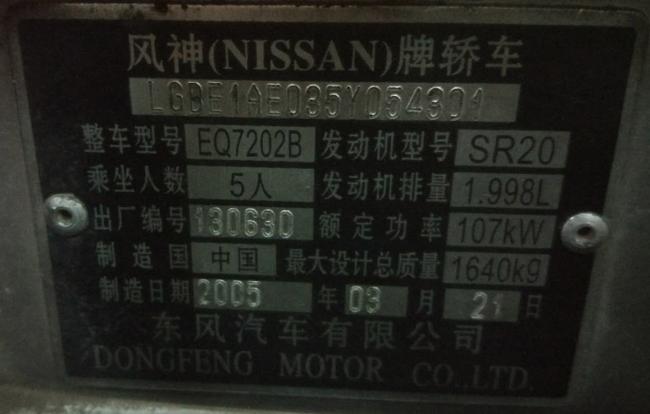 风神(NISSAN)牌轿车
LGBE1AE035Y054301
整车型号 EQ7202B 发动机型号 SR20
乘坐人数 5人 发动机排量 1.998L
出厂编号 130630 额定功率 107kW
制造国 中国 最大设计总质量 1640kg
制造日期 2005 年 03 月 21 日
东风汽车有限公司
DONGFENG MOTOR CO.,LTD.